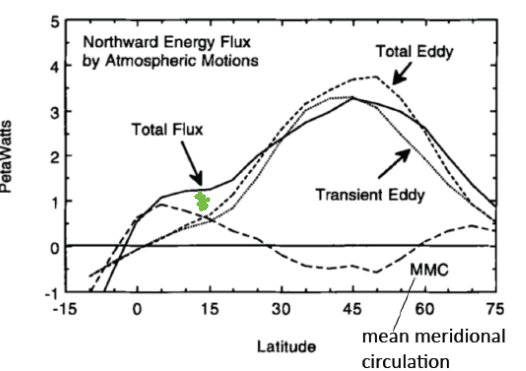 Northward Energy Flux
by Atmospheric Motions
Total Eddy
Total Flux
Transient Eddy
MMC
mean meridional
circulation
PetaWatts
5
4
3
2
1
0
-1
-15
0
15
30
45
60
75
Latitude